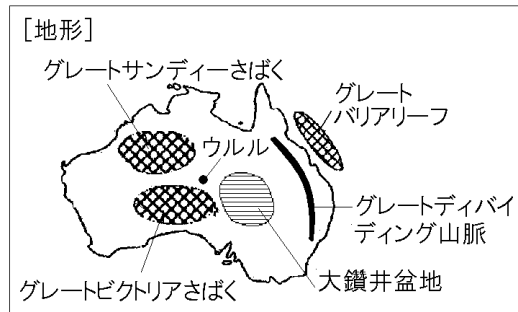 [地形]
グレートサンディーさばく
グレート
バリアリーフ
ウルル
グレートディバイ
ディング山脈
大鑽井盆地
グレートビクトリアさばく